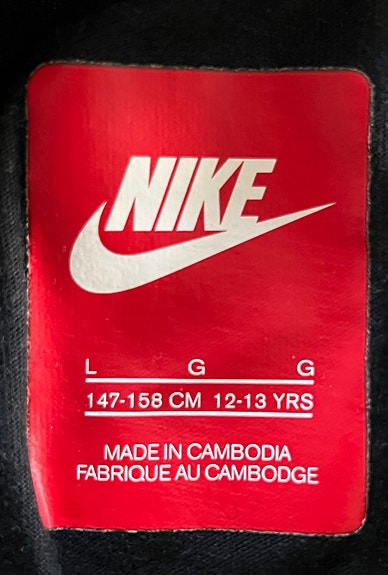 NIKE
L G G
147-158 CM 12-13 YRS
MADE IN CAMBODIA
FABRIQUE AU CAMBODGE